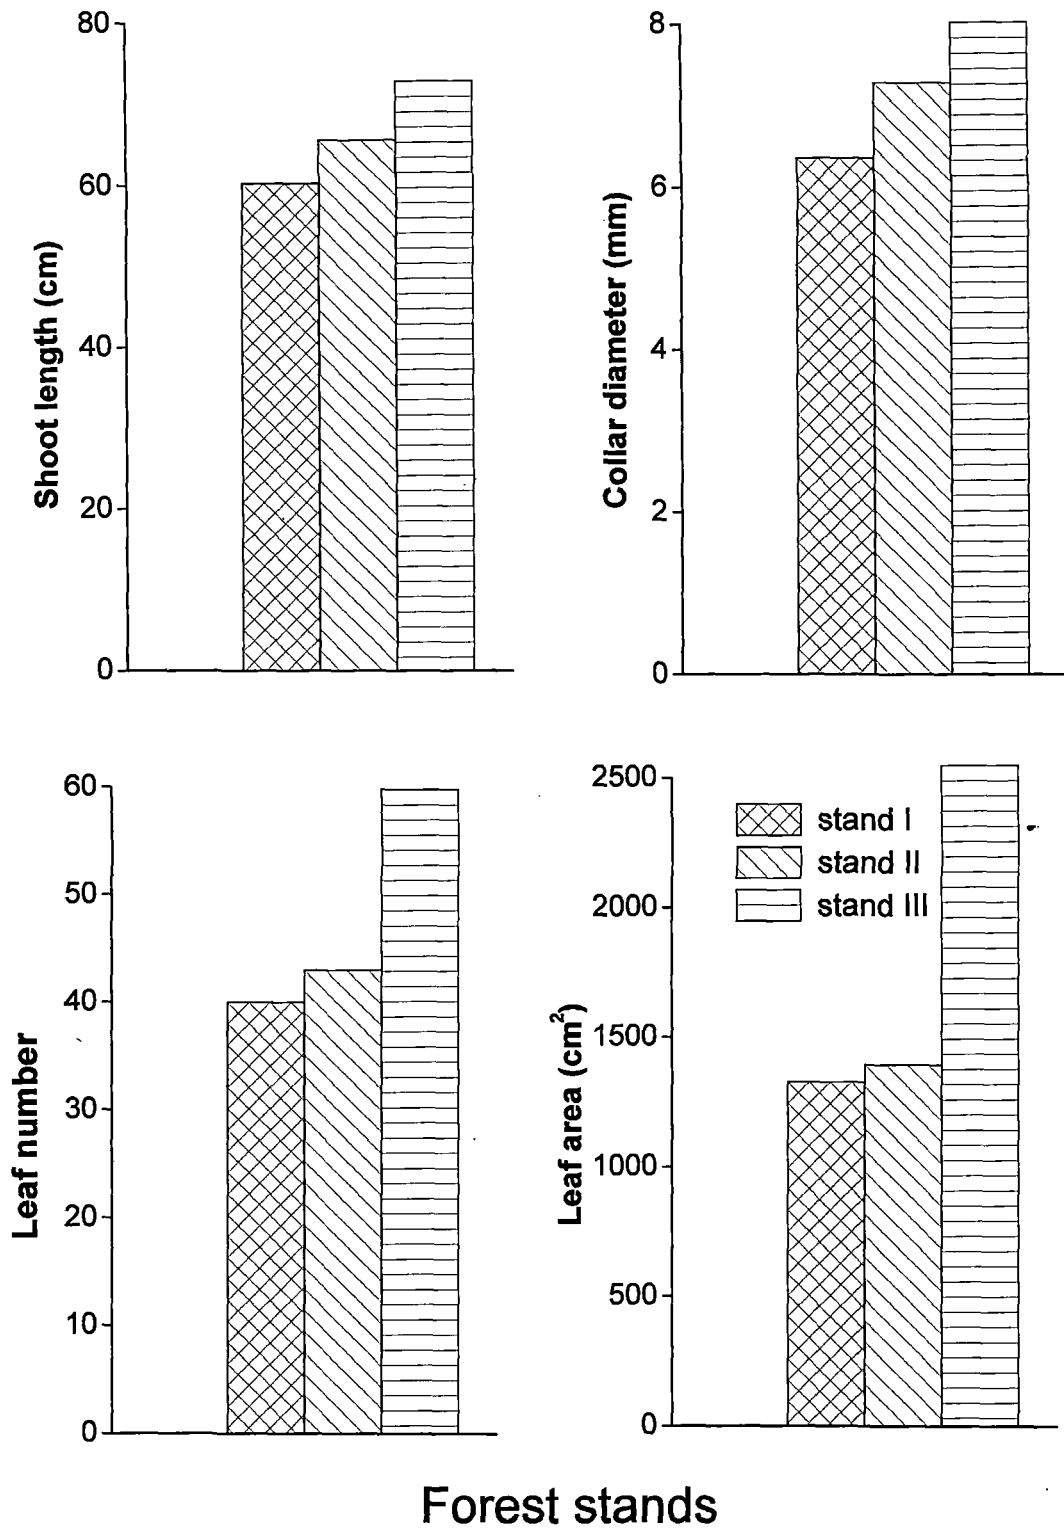 80
60
40
20
0
Shoot length (cm)
8
6
4
2
0
Collar diameter (mm)
60
50
40
30
20
10
0
Leaf number
2500
2000
1500
1000
500
0
Leaf area (cm²)
stand I
stand II
stand III
Forest stands